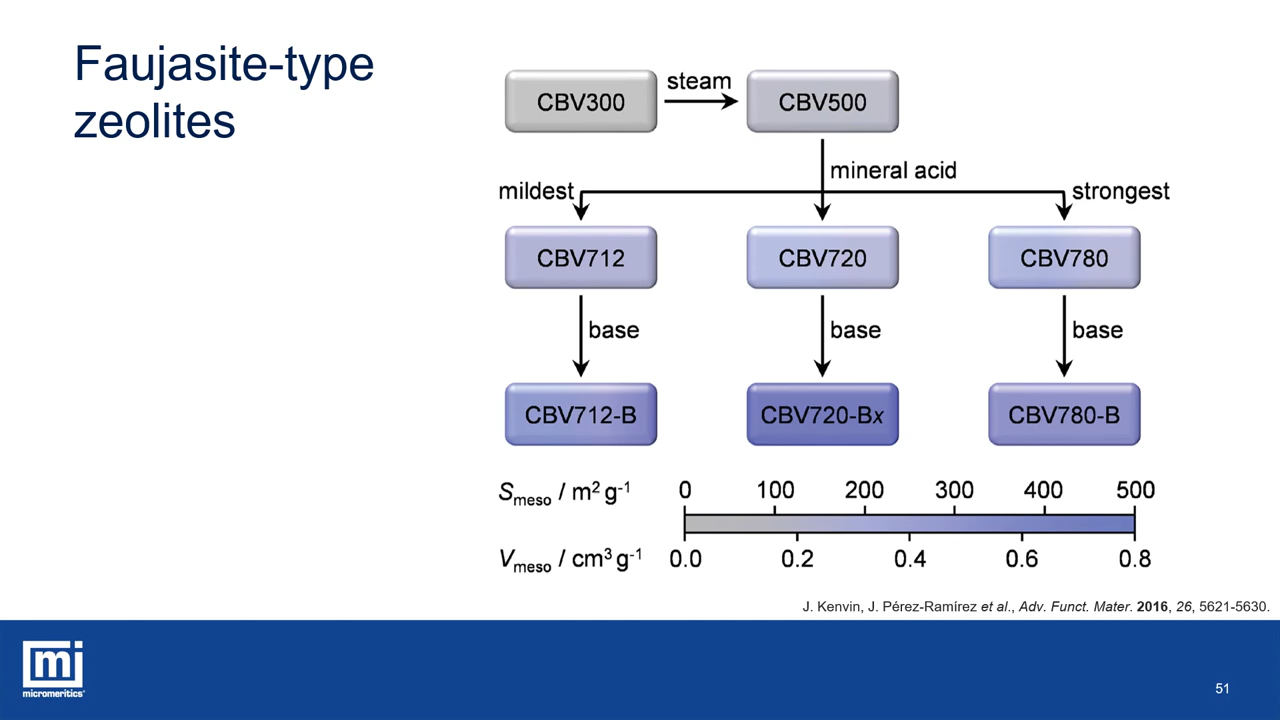 Faujasite-type
zeolites
CBV300
steam
CBV500
mineral acid
mildest
strongest
CBV712
CBV720
CBV780
base
base
base
CBV712-B
CBV720-Bx
CBV780-B
Smeso / m2 g-1
0 100 200 300 400 500
Vmeso / cm3 g-1
0.0 0.2 0.4 0.6 0.8
J. Kenvin, J. Pérez-Ramírez et al., Adv. Funct. Mater. 2016, 26, 5621-5630.
mi
micromeritics
51